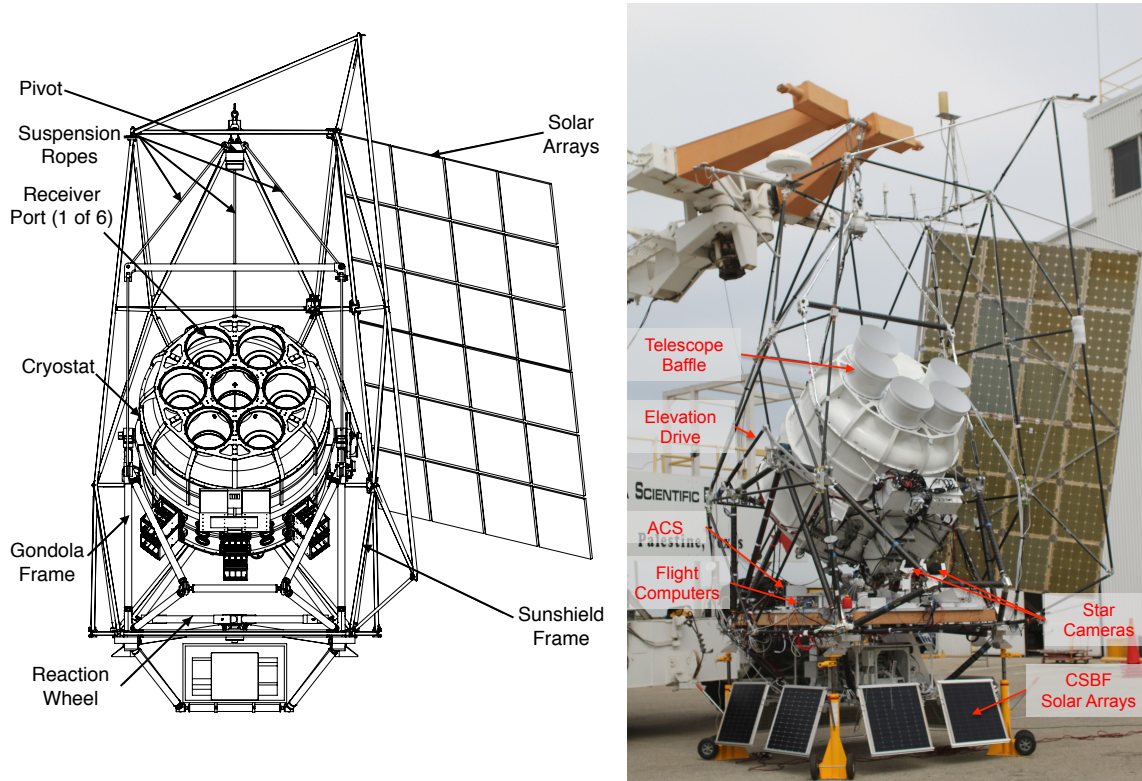 Pivot
Suspension
Ropes
Receiver
Port (1 of 6)
Solar
Arrays
Cryostat
Gondola
Frame
Reaction
Wheel
Sunshield
Frame
Telescope
Baffle
Elevation
Drive
SCIENTIFIC
ACS
Palestine, Texas
Flight
Computers
Star
Cameras
CSBF
Solar Arrays